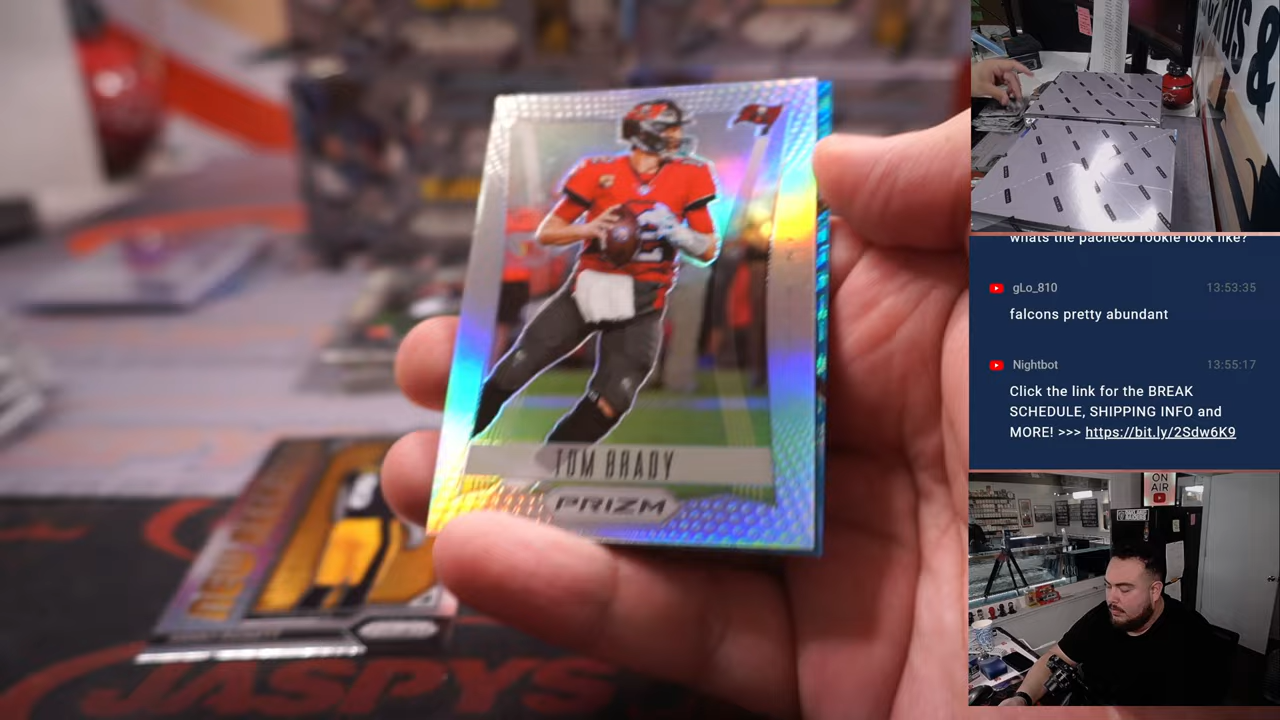 TOM BRADY
PRIZM
JASPYS
whats the pacheco rookie look like?
gLo_810 13:53:35
falcons pretty abundant
Nightbot 13:55:17
Click the link for the BREAK
SCHEDULE, SHIPPING INFO and
MORE! >>> https://bit.ly/2Sdw6K9
ON
AIR